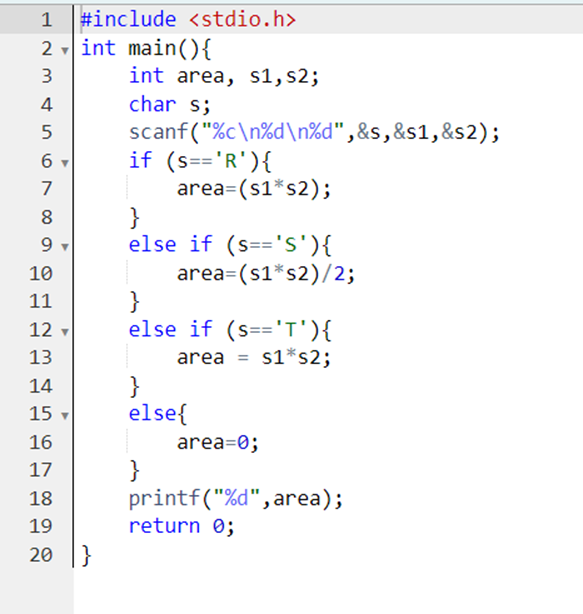 1 #include <stdio.h>
2 int main(){
3     int area, s1,s2;
4     char s;
5     scanf("%c\n%d\n%d",&s,&s1,&s2);
6     if (s=='R'){
7         area=(s1*s2);
8     }
9     else if (s=='S'){
10         area=(s1*s2)/2;
11     }
12     else if (s=='T'){
13         area = s1*s2;
14     }
15     else{
16         area=0;
17     }
18     printf("%d",area);
19     return 0;
20 }